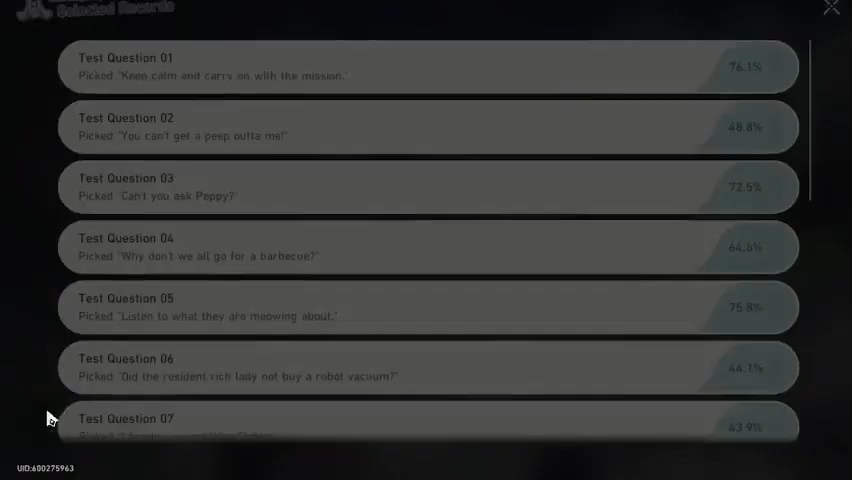 Selected Records
Test Question 01
Picked "Keep calm and carry on with the mission."
76.1%
Test Question 02
Picked "You can't get a peep outta me!"
48.8%
Test Question 03
Picked "Can't you ask Peppy?"
72.5%
Test Question 04
Picked "Why don't we all go for a barbecue?"
64.6%
Test Question 05
Picked "Listen to what they are meowing about."
75.8%
Test Question 06
Picked "Did the resident rich lady not buy a robot vacuum?"
44.1%
Test Question 07
43.9%
UID:600275963